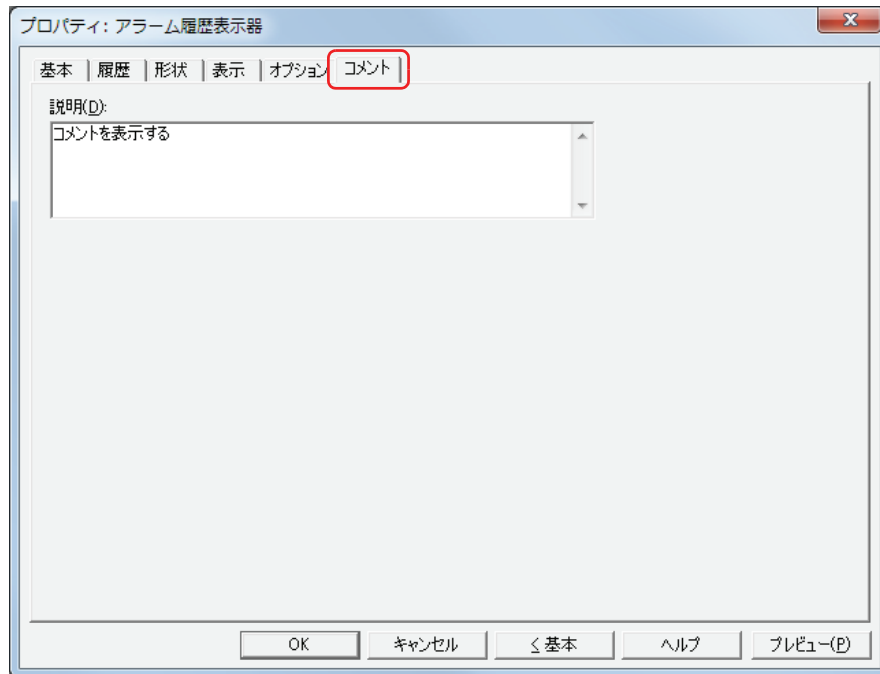 プロパティ: アラーム履歴表示器
基本 履歴 形状 表示 オプション コメント
説明(D):
コメントを表示する
OK キャンセル <基本 ヘルプ プレビュー(P)